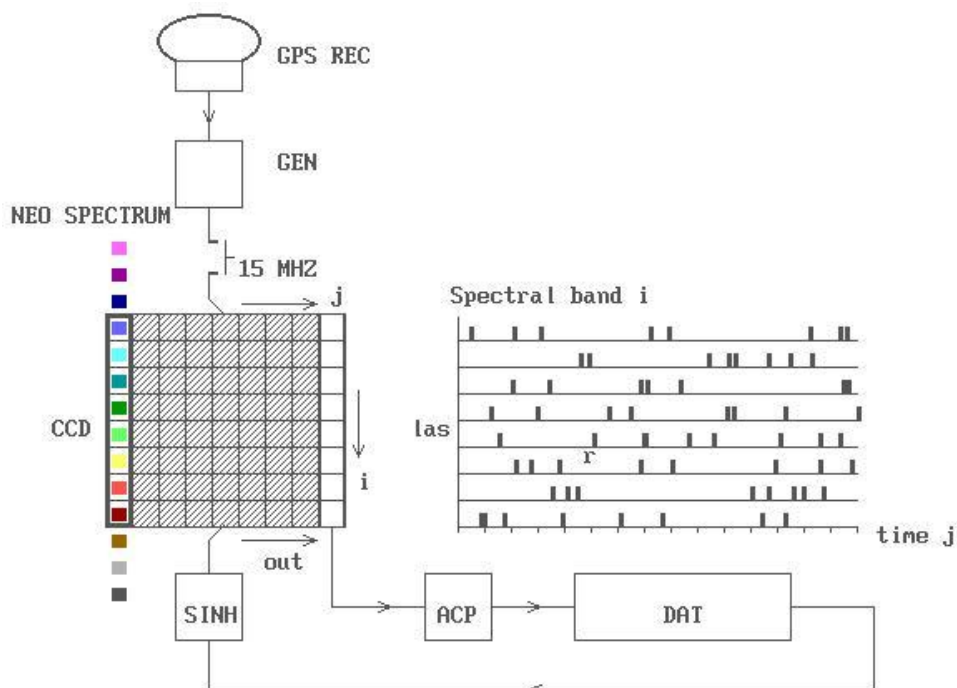 GPS REC
GEN
NEO SPECTRUM
15 MHZ
j
Spectral band i
CCD
las
r
i
time j
out
SINH
ACP
DAT